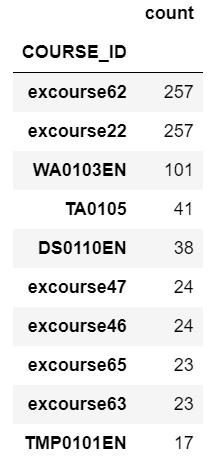 count
COURSE_ID
excourse62 257
excourse22 257
WA0103EN 101
TA0105 41
DS0110EN 38
excourse47 24
excourse46 24
excourse65 23
excourse63 23
TMP0101EN 17